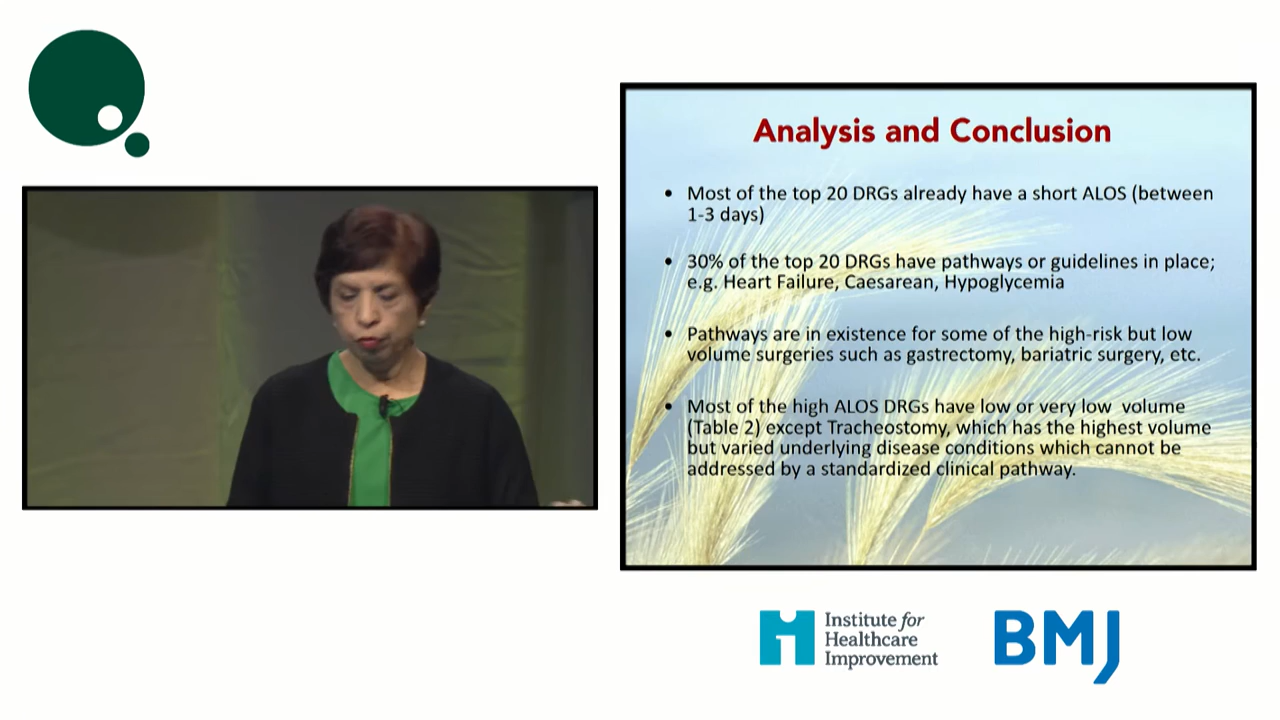 Analysis and Conclusion
• Most of the top 20 DRGs already have a short ALOS (between
1-3 days)
• 30% of the top 20 DRGs have pathways or guidelines in place;
e.g. Heart Failure, Caesarean, Hypoglycemia
• Pathways are in existence for some of the high-risk but low
volume surgeries such as gastrectomy, bariatric surgery, etc.
• Most of the high ALOS DRGs have low or very low volume
(Table 2) except Tracheostomy, which has the highest volume
but varied underlying disease conditions which cannot be
addressed by a standardized clinical pathway.
Institute for
Healthcare
Improvement
BMJ